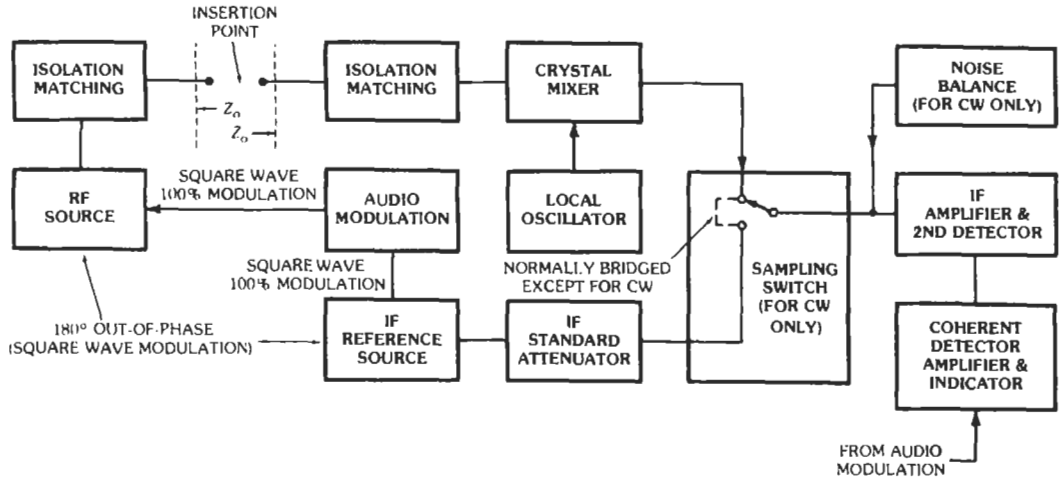 INSERTION
POINT
ISOLATION
MATCHING
Z₀
Z₀
ISOLATION
MATCHING
CRYSTAL
MIXER
NOISE
BALANCE
(FOR CW ONLY)
RF
SOURCE
SQUARE WAVE
100% MODULATION
AUDIO
MODULATION
LOCAL
OSCILLATOR
IF
AMPLIFIER &
2ND DETECTOR
SQUARE WAVE
100% MODULATION
NORMALLY BRIDGED
EXCEPT FOR CW
SAMPLING
SWITCH
(FOR CW
ONLY)
180° OUT-OF-PHASE
(SQUARE WAVE MODULATION)
IF
REFERENCE
SOURCE
IF
STANDARD
ATTENUATOR
COHERENT
DETECTOR
AMPLIFIER &
INDICATOR
FROM AUDIO
MODULATION